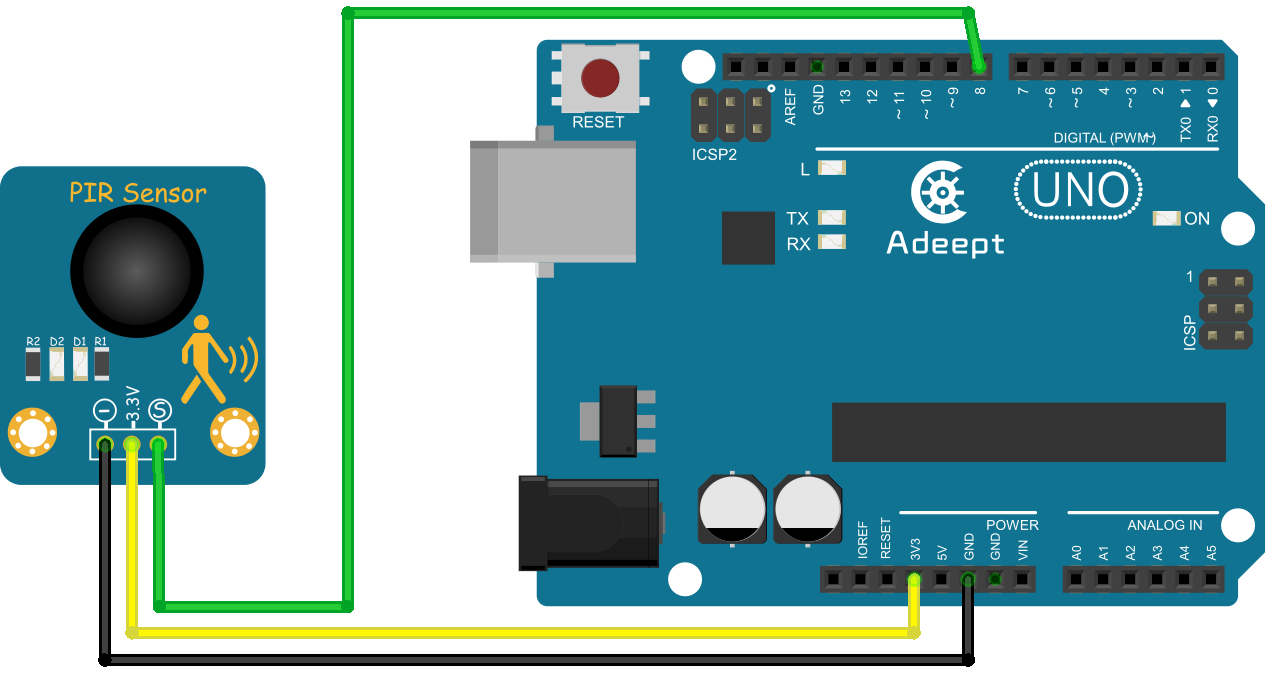 PIR Sensor
R2 D2 D1 R1
− 3.3V S
RESET
ICSP2
AREF GND 13 12 ~11 ~10 ~9 8 7 ~6 ~5 4 ~3 2 TX0 ▶ 1 RX0 ◀ 0
DIGITAL (PWM~)
L
TX
RX
Adeept
UNO
ON
1
ICSP
POWER
ANALOG IN
IOREF RESET 3V3 5V GND GND VIN A0 A1 A2 A3 A4 A5